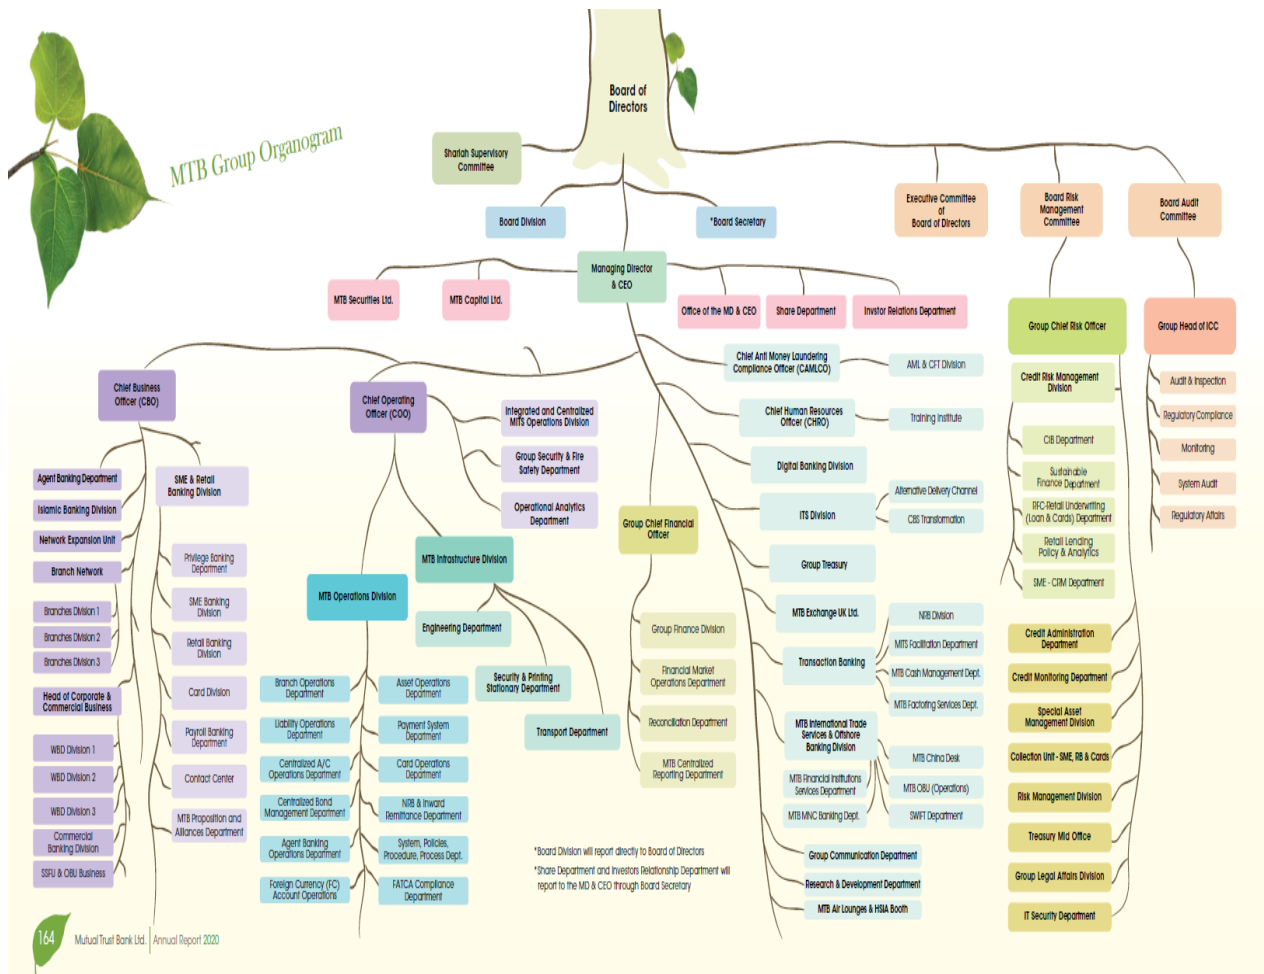 MTB Group Organogram
Board of
Directors
Shariah Supervisory
Committee
Board Division
*Board Secretary
Executive Committee
of
Board of Directors
Board Risk
Management
Committee
Board Audit
Committee
Managing Director
& CEO
MTB Securities Ltd.
MTB Capital Ltd.
Office of the MD & CEO
Share Department
Invstor Relations Department
Group Chief Risk Officer
Group Head of ICC
Chief Business
Officer (CBO)
Chief Operating
Officer (COO)
Chief Anti Money Laundering
Compliance Officer (CAMLCO)
AML & CFT Division
Chief Human Resources
Officer (CHRO)
Training Institute
Digital Banking Division
ITS Division
Alternative Delivery Channel
CBS Transformation
Group Treasury
MTB Exchange UK Ltd.
Transaction Banking
NRB Division
MITS Facilitation Department
MTB Cash Management Dept.
MTB Factoring Services Dept.
MTB International Trade
Services & Offshore
Banking Division
MTB China Desk
MTB OBU (Operations)
SWIFT Department
MTB Financial Institutions
Services Department
MTB MNC Banking Dept.
Group Communication Department
Research & Development Department
MTB Air Lounges & HSIA Booth
Agent Banking Department
Islamic Banking Division
Network Expansion Unit
Branch Network
Branches Division 1
Branches Division 2
Branches Division 3
Head of Corporate &
Commercial Business
WBD Division 1
WBD Division 2
WBD Division 3
Commercial
Banking Division
SSFU & OBU Business
SME & Retail
Banking Division
Privilege Banking
Department
SME Banking
Division
Retail Banking
Division
Card Division
Payroll Banking
Department
Contact Center
MTB Proposition and
Alliances Department
Integrated and Centralized
MITS Operations Division
Group Security & Fire
Safety Department
Operational Analytics
Department
MTB Infrastructure Division
MTB Operations Division
Engineering Department
Security & Printing
Stationary Department
Transport Department
Branch Operations
Department
Liability Operations
Department
Centralized A/C
Operations Department
Centralized Bond
Management Department
Agent Banking
Operations Department
Foreign Currency (FC)
Account Operations
Asset Operations
Department
Payment System
Department
Card Operations
Department
NRB & Inward
Remittance Department
System, Policies,
Procedure, Process Dept.
FATCA Compliance
Department
Group Chief Financial
Officer
Group Finance Division
Financial Market
Operations Department
Reconciliation Department
MTB Centralized
Reporting Department
Credit Risk Management
Division
CIB Department
Sustainable
Finance Department
RFC-Retail Underwriting
(Loan & Cards) Department
Retail Lending
Policy & Analytics
SME - CRM Department
Credit Administration
Department
Credit Monitoring Department
Special Asset
Management Division
Collection Unit - SME, RB & Cards
Risk Management Division
Treasury Mid Office
Group Legal Affairs Division
IT Security Department
Audit & Inspection
Regulatory Compliance
Monitoring
System Audit
Regulatory Affairs
*Board Division will report directly to Board of Directors
*Share Department and Investors Relationship Department will
report to the MD & CEO through Board Secretary
164 Mutual Trust Bank Ltd. | Annual Report 2020